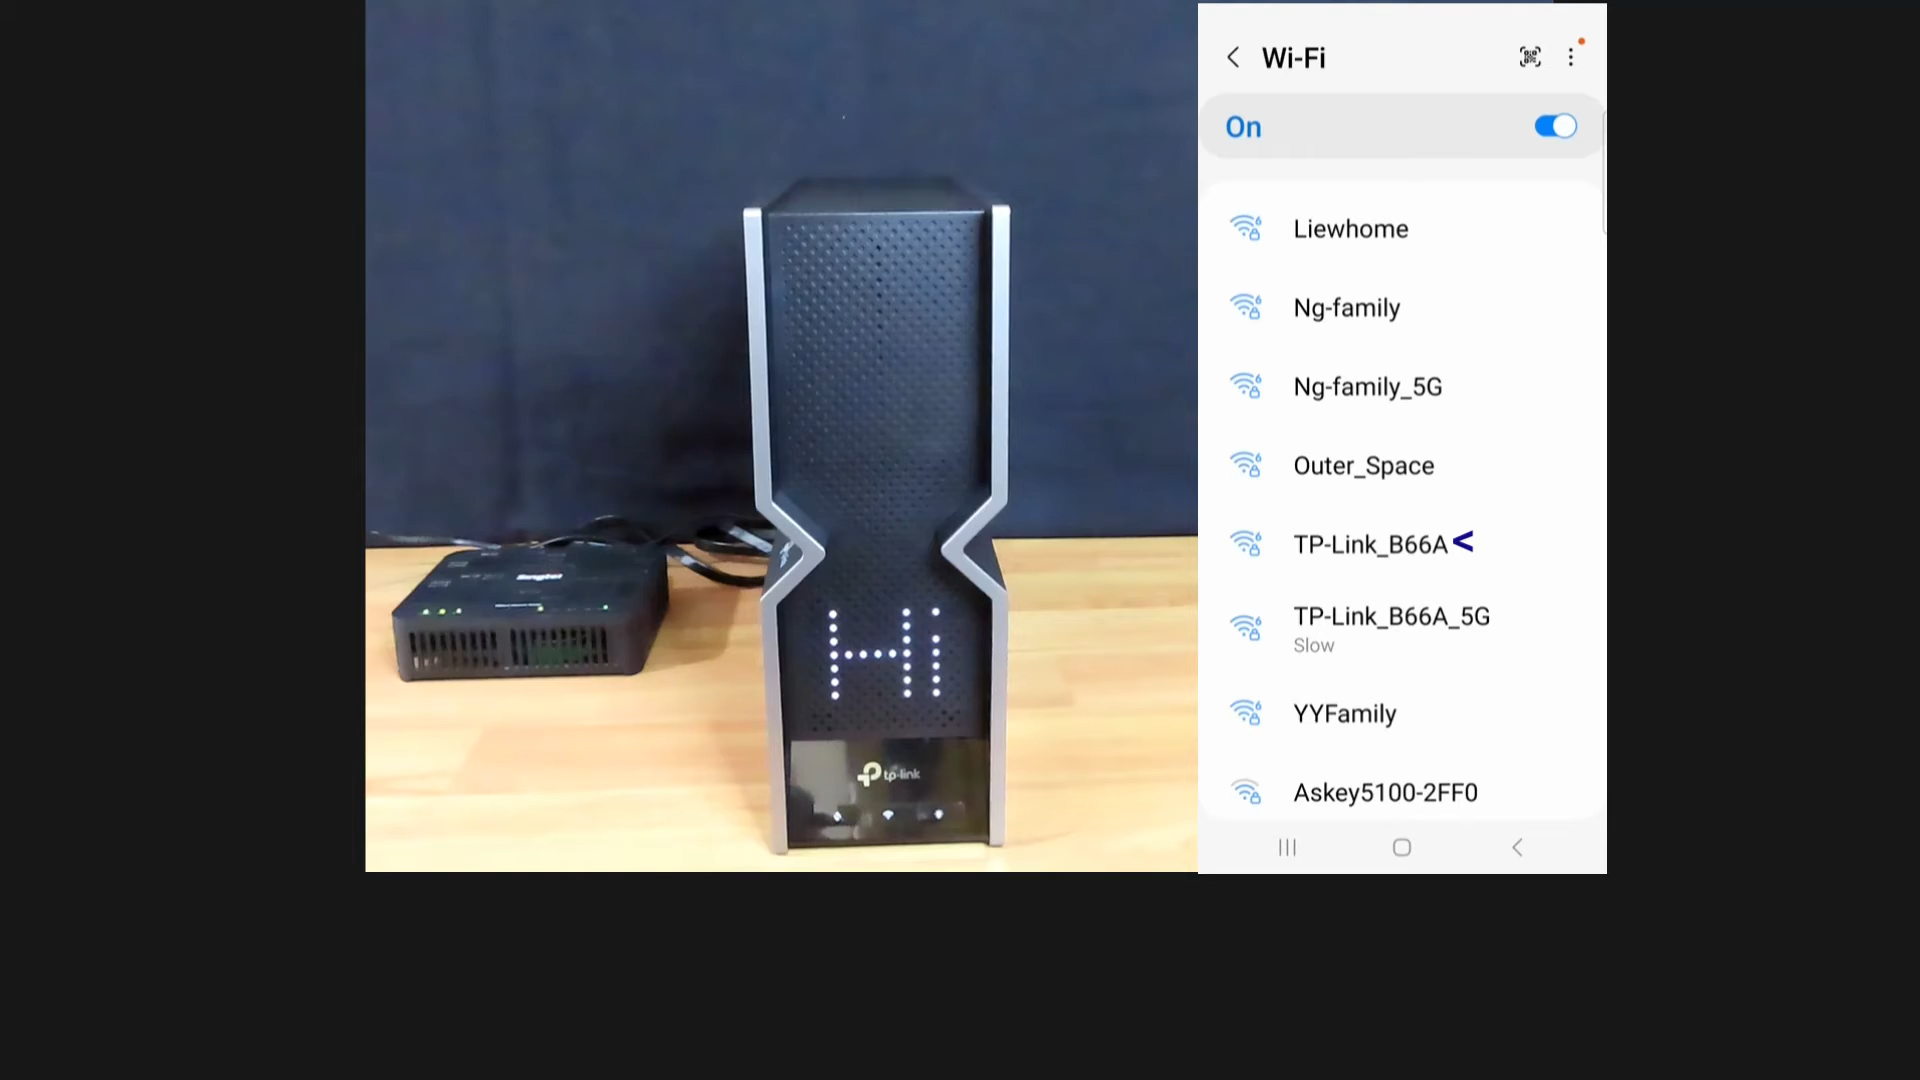 Singtel
Hi
tp-link
Wi-Fi
On
Liewhome
Ng-family
Ng-family_5G
Outer_Space
TP-Link_B66A <
TP-Link_B66A_5G
Slow
YYFamily
Askey5100-2FF0